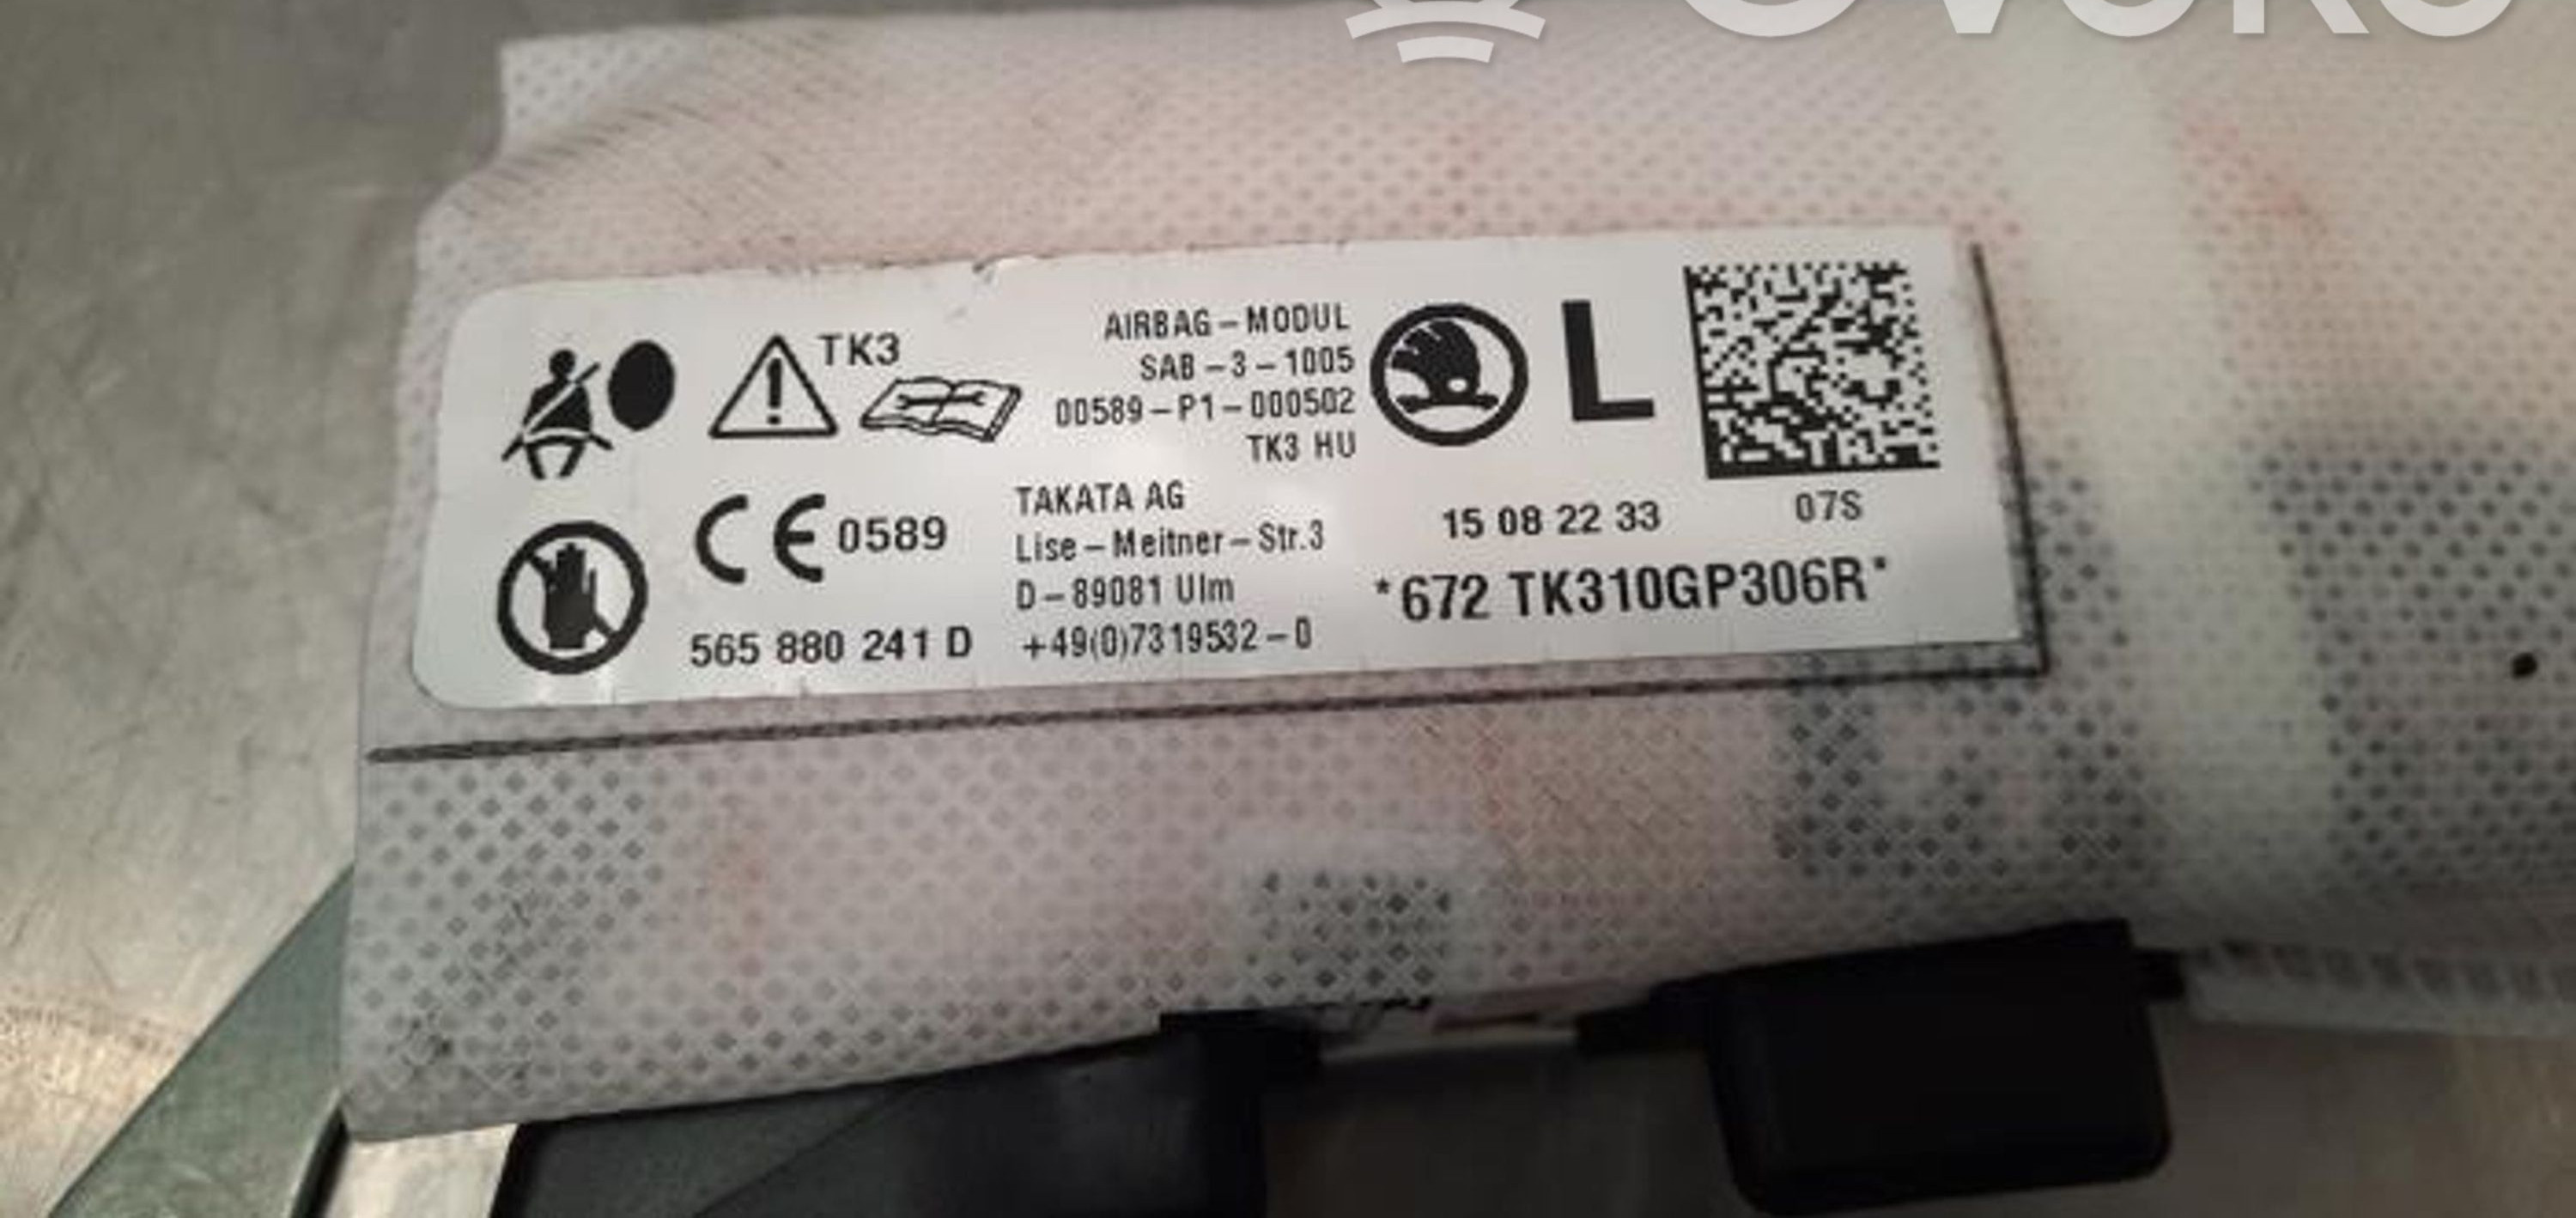 TK3
AIRBAG-MODUL
SAB-3-1005
00589-P1-000502
TK3 HU
L
CE 0589
TAKATA AG
Lise-Meitner-Str.3
D-89081 Ulm
+49(0)7319532-0
565 880 241 D
15 08 22 33
07S
*672 TK310GP306R*